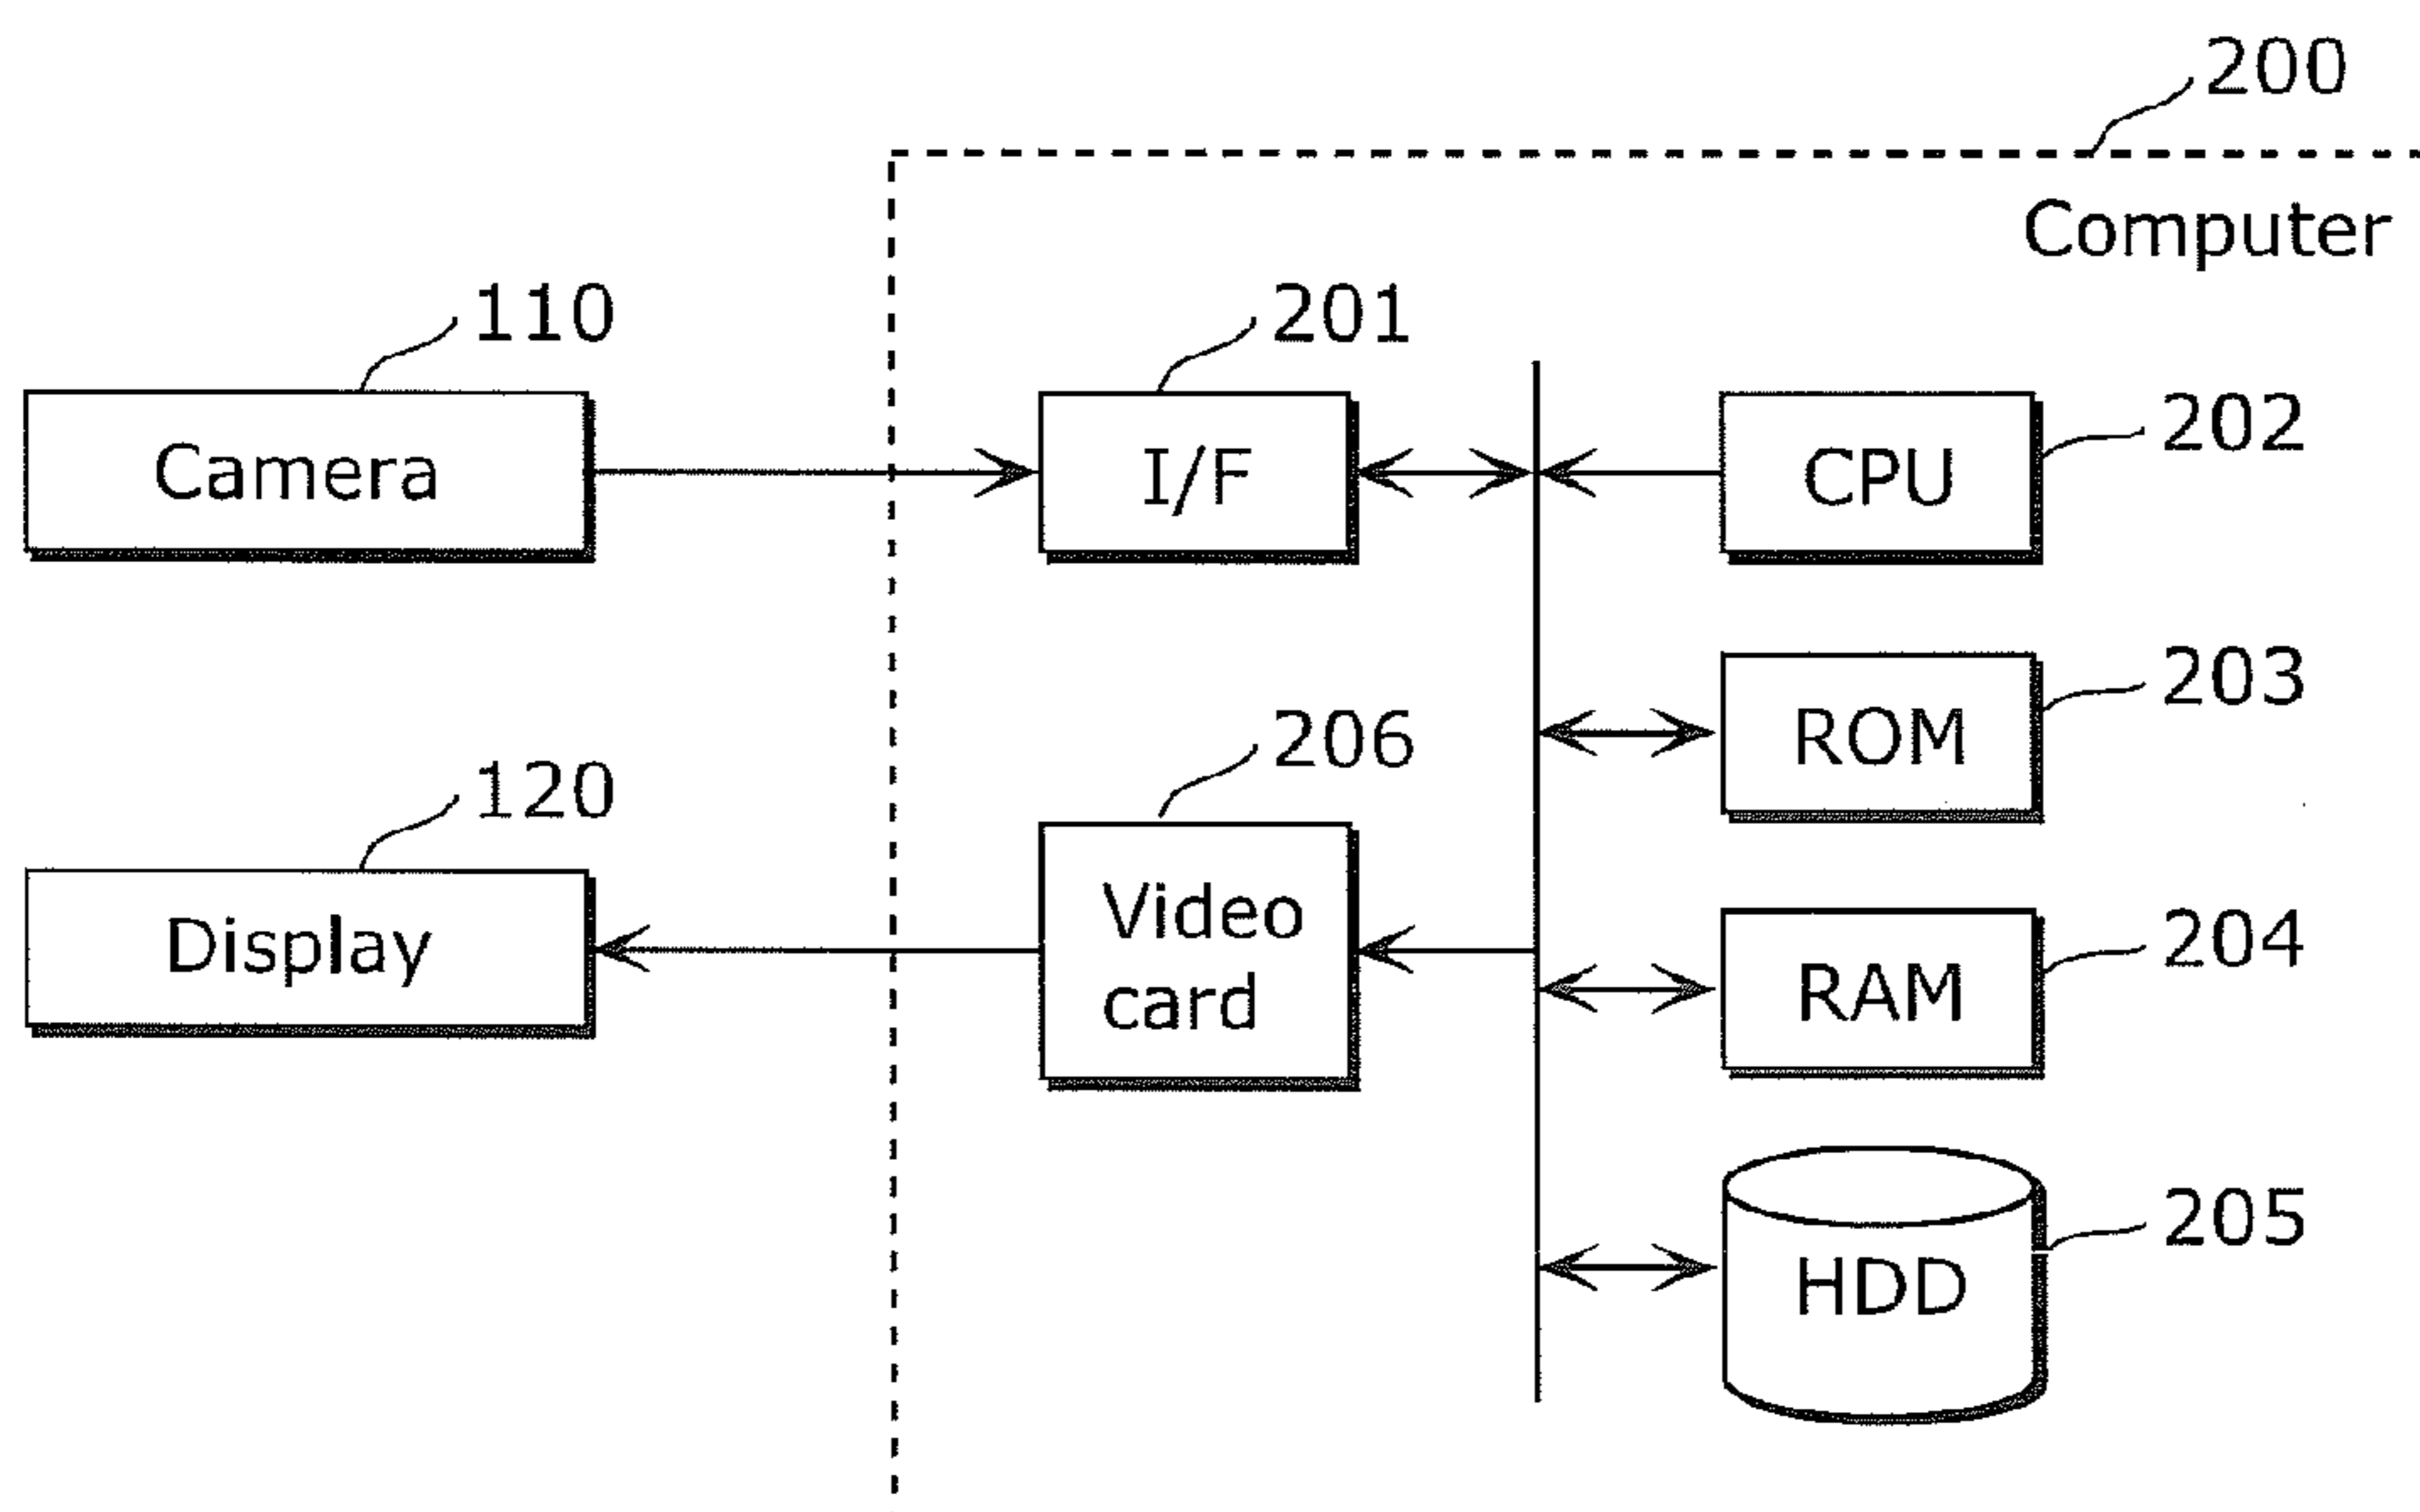 200
Computer
110
201
Camera
I/F
CPU
202
ROM
203
120
206
Display
Video
card
RAM
204
HDD
205